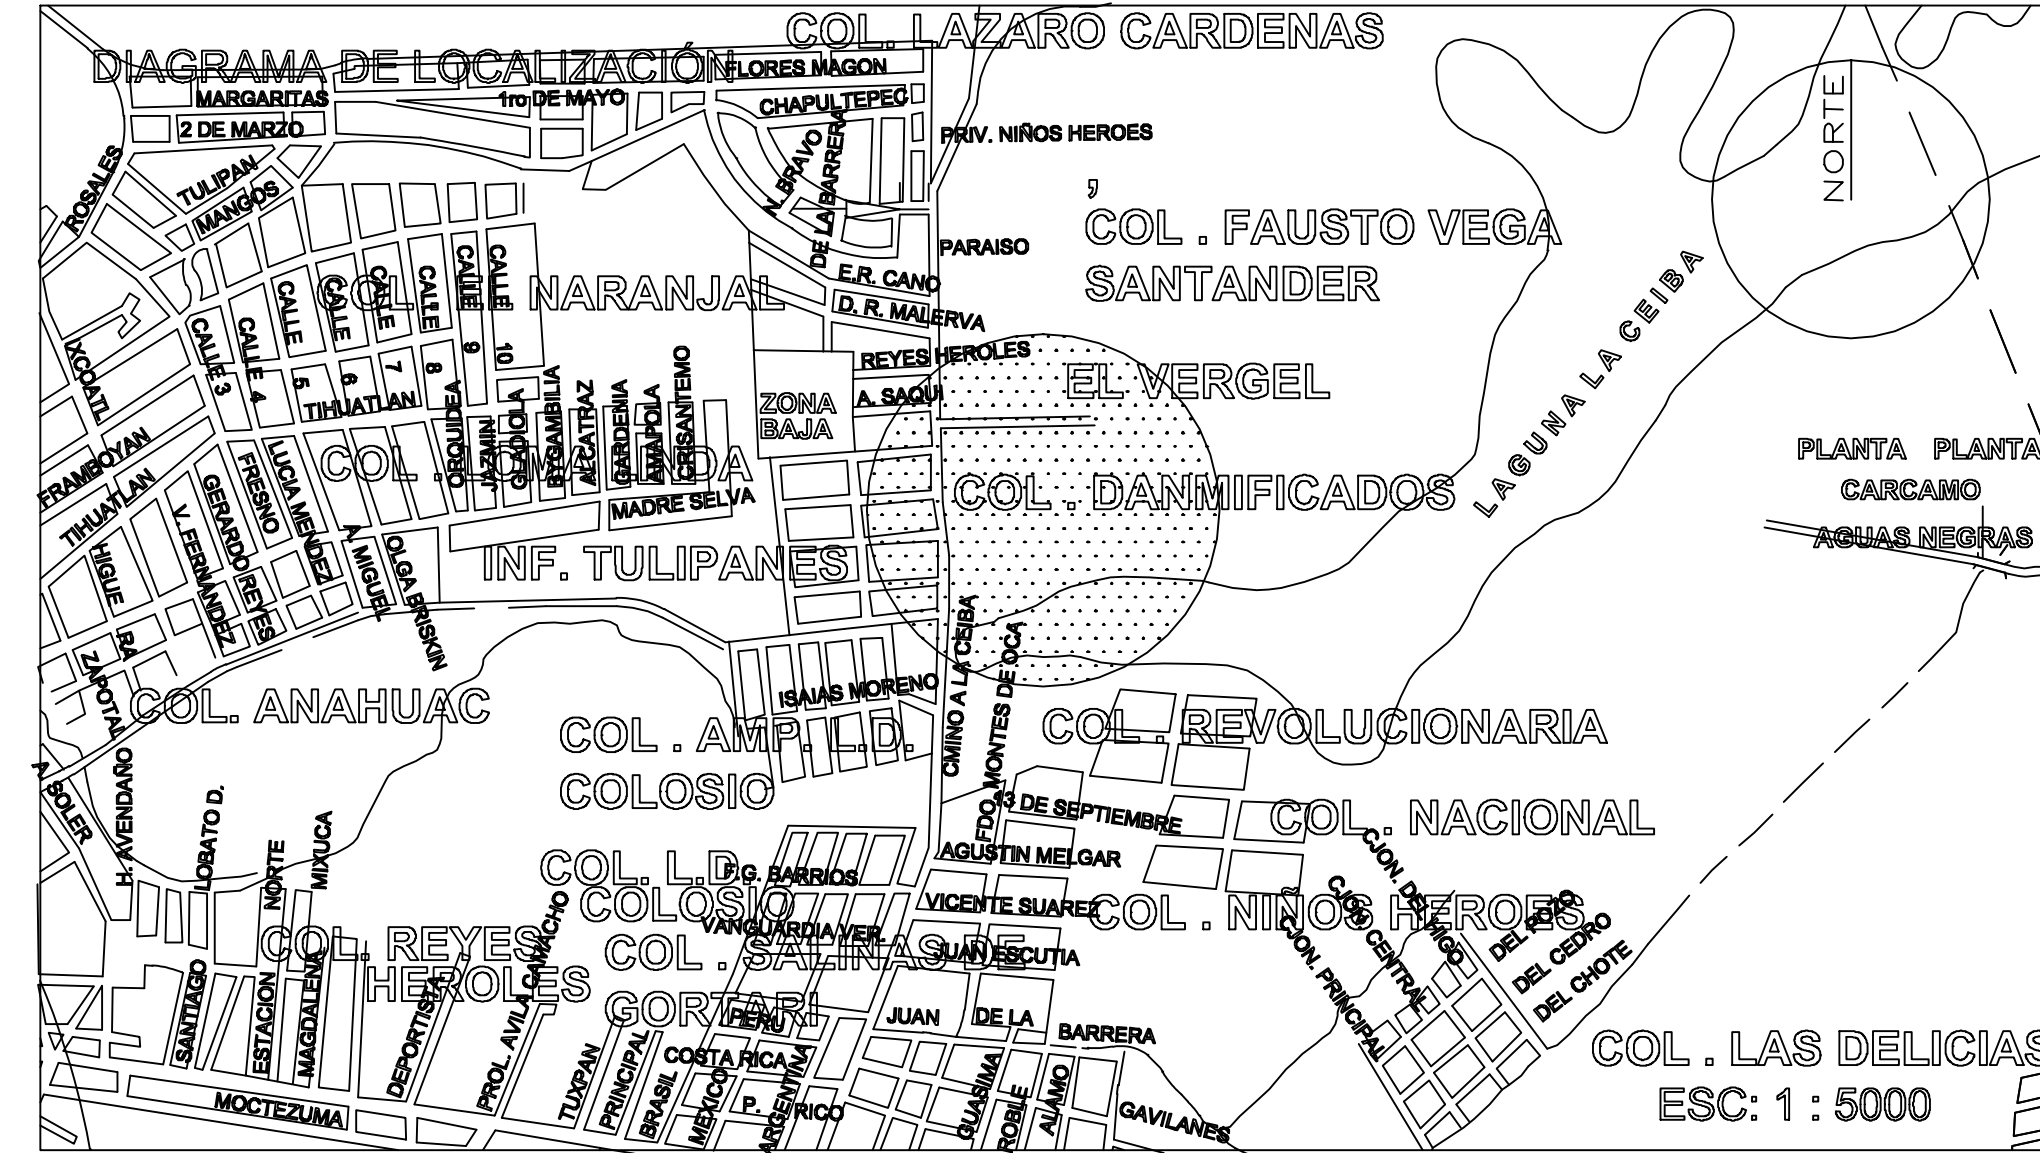 COL. LAZARO CARDENAS
DIAGRAMA DE LOCALIZACIÓN
FLORES MAGON
MARGARITAS
1ro DE MAYO
CHAPULTEPEC
2 DE MARZO
PRIV. NIÑOS HEROES
NORTE
ROSALES
TULIPAN
MANGOS
N. BRAVO
DE LA BARRERA
,
COL . FAUSTO VEGA
SANTANDER
PARAISO
E.R. CANO
D. R. MALERVA
COL . EL NARANJAL
CALLE 3
CALLE 4
CALLE 5
CALLE 6
CALLE 7
CALLE 8
CALLE 9
CALLE 10
REYES HEROLES
A. SAQUI
EL VERGEL
LAGUNA LA CEIBA
IXCOATL
TIHUATLAN
ZONA
BAJA
ORQUIDEA
JAZMIN
GLADIOLA
BYGAMBILIA
ALCATRAZ
GARDENIA
AMAPOLA
CRISANTEMO
PLANTA PLANTA
CARCAMO
AGUAS NEGRAS
FRAMBOYAN
TIHUATLAN
COL . LOMA LINDA
COL . DANMIFICADOS
MADRE SELVA
LUCIA MENDEZ
FRESNO
GERARDO REYES
V. FERNANDEZ
A. MIGUEL
OLGA BRISKIN
HIGUE RA
ZAPOTAL
INF. TULIPANES
COL. ANAHUAC
ISAIAS MORENO
CMINO A LA CEIBA
FDO. MONTES DE OCA
COL . AMP. L.D.
COLOSIO
COL . REVOLUCIONARIA
A. SOLER
H. AVENDAÑO
LOBATO D.
NORTE
MIXUCA
13 DE SEPTIEMBRE
COL . NACIONAL
AGUSTIN MELGAR
COL. L.D.
COLOSIO
F.G. BARRIOS
VICENTE SUAREZ
COL . NIÑOS HEROES
CJON. DEL HIGO
CJON. CENTRAL
CJON. PRINCIPAL
DEL POZO
DEL CEDRO
DEL CHOTE
VANGUARDIA VER.
COL. REYES
HEROLES
COL . SALINAS DE
GORTARI
JUAN ESCUTIA
SANTIAGO
ESTACION
MAGDALENA
DEPORTISTA
PROL. AVILA CAMACHO
TUXPAN
PRINCIPAL
BRASIL
MEXICO
ARGENTINA
PERU
COSTA RICA
P. RICO
JUAN DE LA BARRERA
COL . LAS DELICIAS
ESC: 1 : 5000
MOCTEZUMA
GUASIMA
ROBLE
ALAMO
GAVILANES